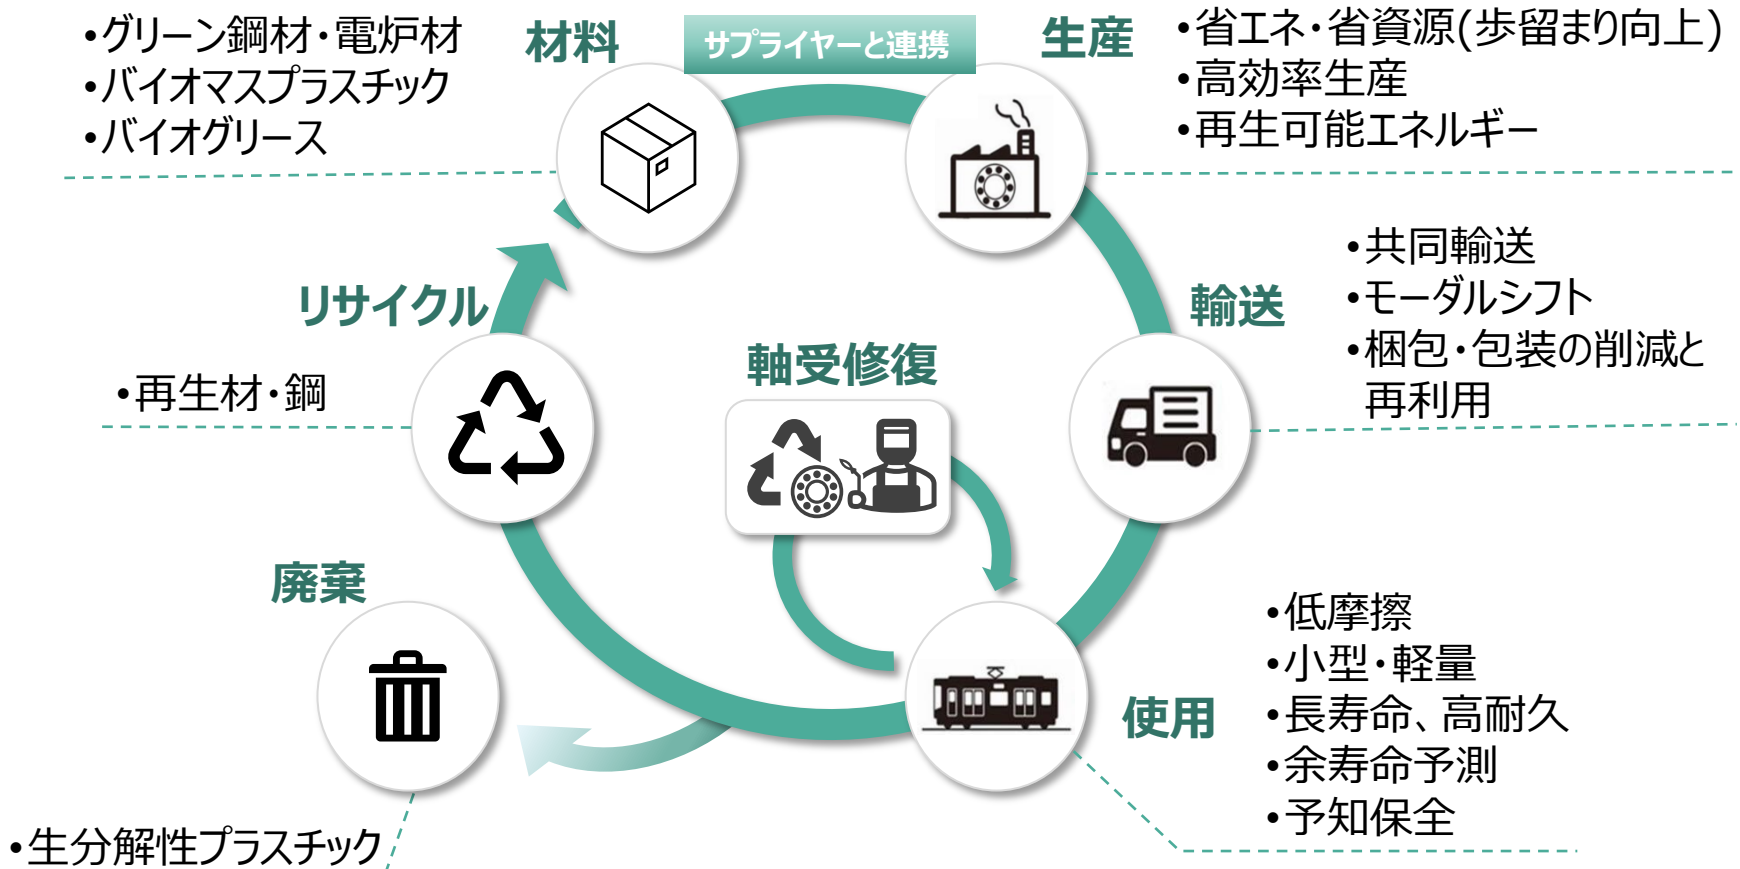 材料
•グリーン鋼材・電炉材
•バイオマスプラスチック
•バイオグリース
サプライヤーと連携
生産
•省エネ・省資源(歩留まり向上)
•高効率生産
•再生可能エネルギー
輸送
•共同輸送
•モーダルシフト
•梱包・包装の削減と
再利用
リサイクル
•再生材・鋼
軸受修復
使用
•低摩擦
•小型・軽量
•長寿命、高耐久
•余寿命予測
•予知保全
廃棄
•生分解性プラスチック